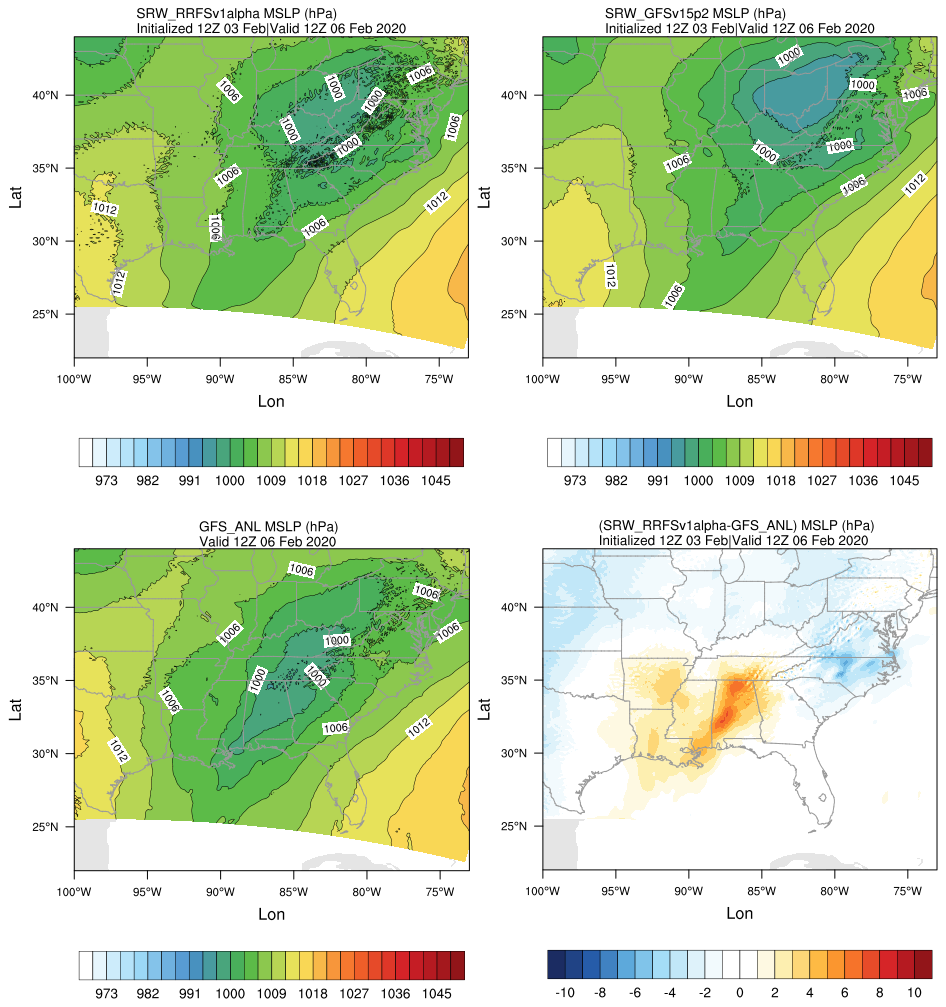 SRW_RRFSv1alpha MSLP (hPa)
Initialized 12Z 03 Feb|Valid 12Z 06 Feb 2020
Lat
40°N
35°N
30°N
25°N
1006
1000
1006
1000
1006
1000
1000
1006
1012
1012
1006
1006
1012
100°W 95°W 90°W 85°W 80°W 75°W
Lon
973 982 991 1000 1009 1018 1027 1036 1045
SRW_GFSv15p2 MSLP (hPa)
Initialized 12Z 03 Feb|Valid 12Z 06 Feb 2020
Lat
40°N
35°N
30°N
25°N
1000
1000
1006
1000
1000
1006
1006
1012
1012
1006
100°W 95°W 90°W 85°W 80°W 75°W
Lon
973 982 991 1000 1009 1018 1027 1036 1045
GFS_ANL MSLP (hPa)
Valid 12Z 06 Feb 2020
Lat
40°N
35°N
30°N
25°N
1006
1006
1006
1006
1000
1000
1000
1006
1006
1012
1012
100°W 95°W 90°W 85°W 80°W 75°W
Lon
973 982 991 1000 1009 1018 1027 1036 1045
(SRW_RRFSv1alpha-GFS_ANL) MSLP (hPa)
Initialized 12Z 03 Feb|Valid 12Z 06 Feb 2020
Lat
40°N
35°N
30°N
25°N
100°W 95°W 90°W 85°W 80°W 75°W
Lon
-10 -8 -6 -4 -2 0 2 4 6 8 10